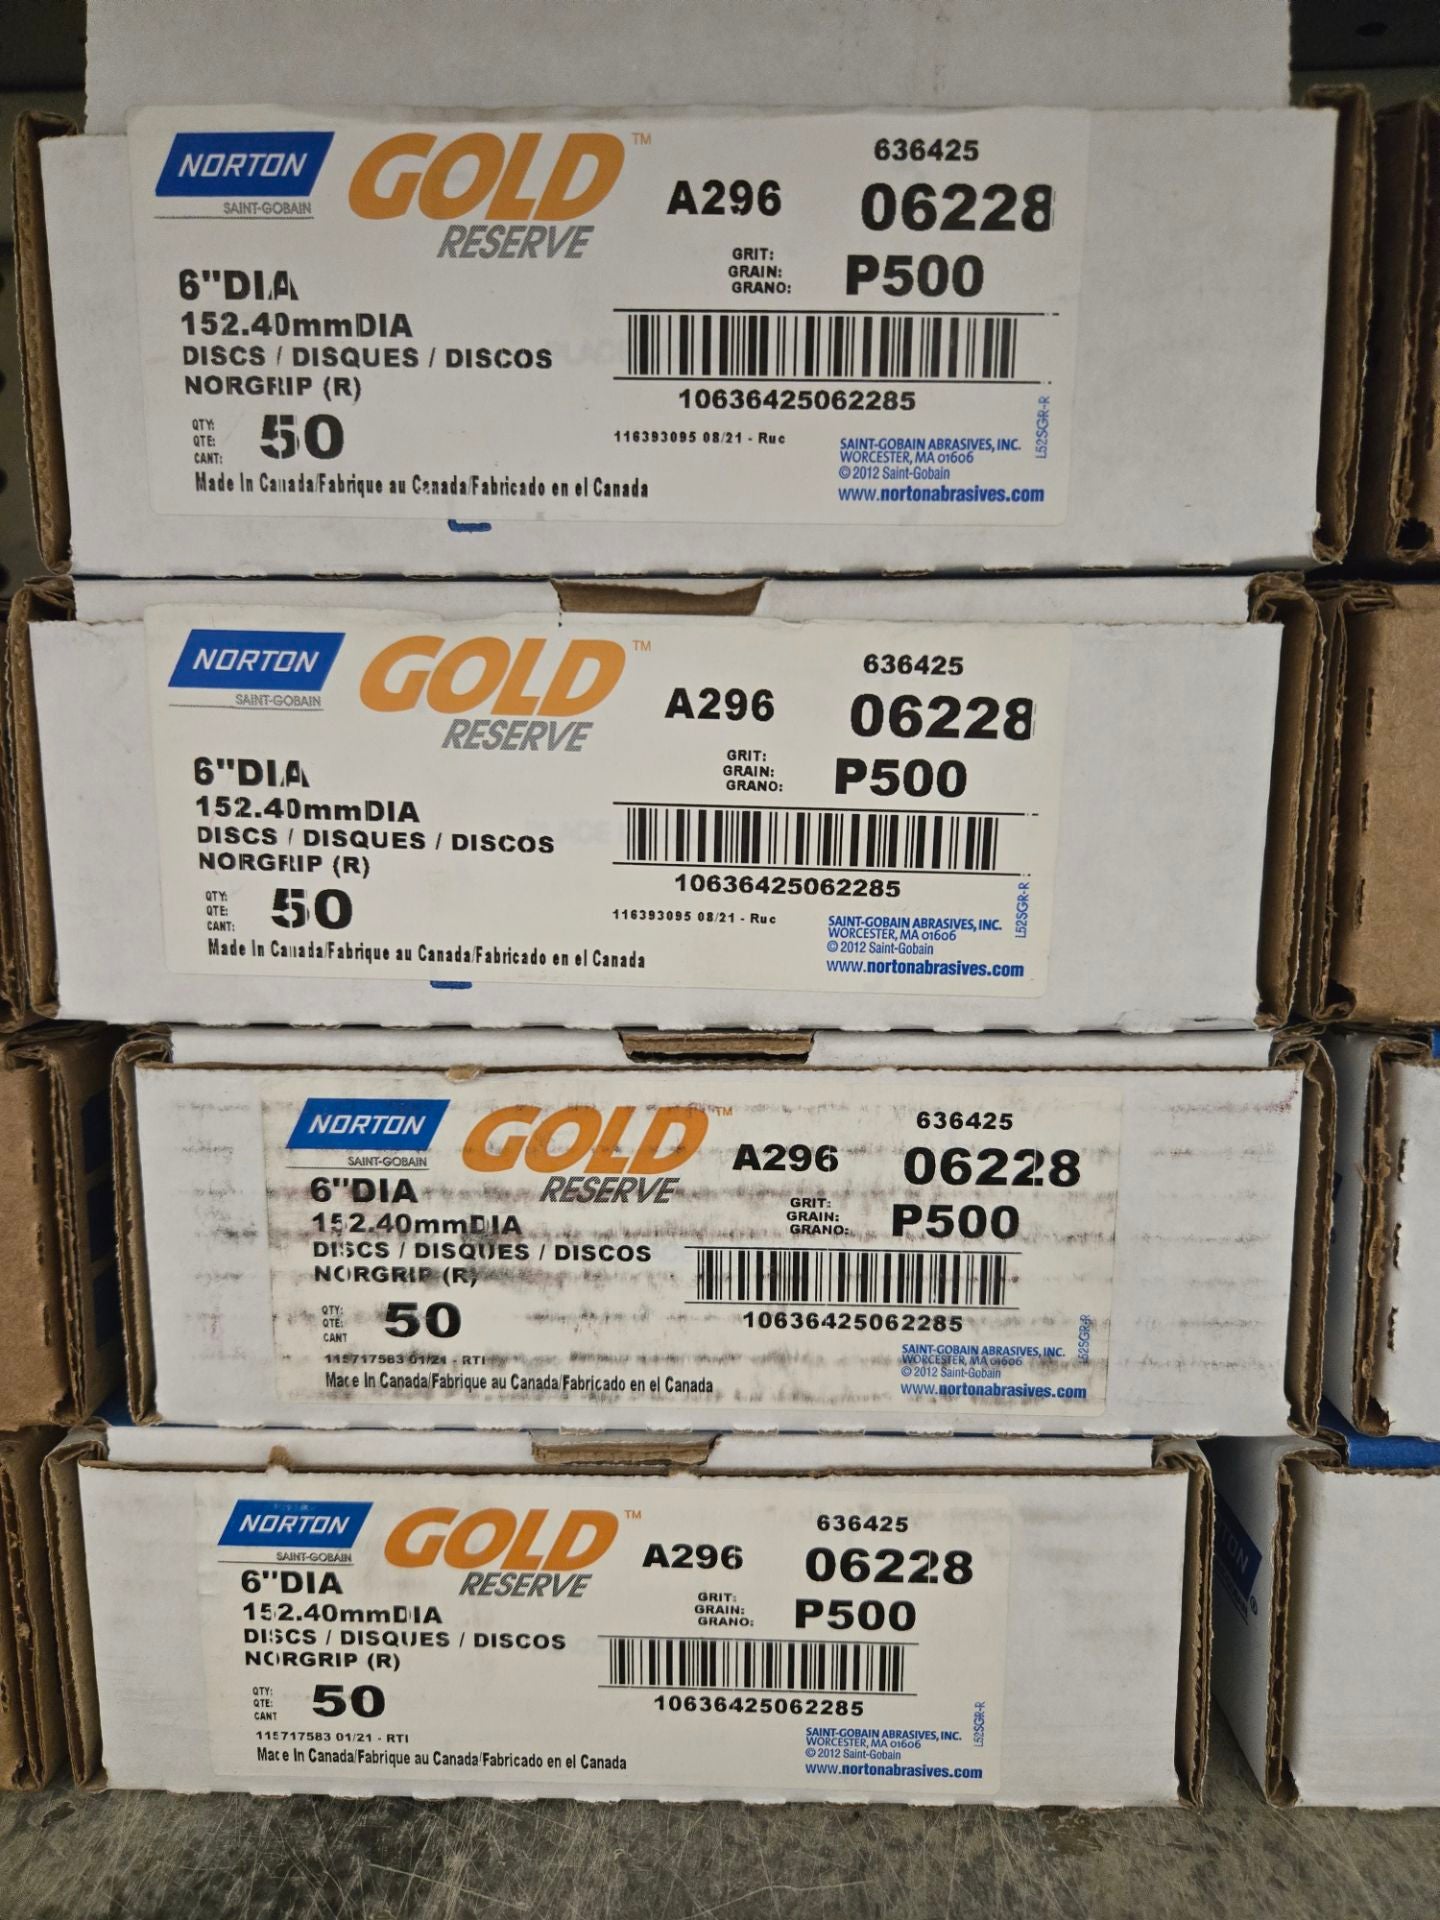 NORTON
SAINT-GOBAIN
GOLD™
RESERVE
A296
636425
06228
GRIT:
GRAIN:
GRANO:
P500
6"DIA
152.40mmDIA
DISCS / DISQUES / DISCOS
NORGRIP (R)
10636425062285
QTY:
QTE:
CANT:
50
116393095 08/21 - Ruc
Made In Canada/Fabrique au Canada/Fabricado en el Canada
SAINT-GOBAIN ABRASIVES, INC.
WORCESTER, MA 01606
© 2012 Saint-Gobain
www.nortonabrasives.com
L52SGR-R
NORTON
SAINT-GOBAIN
GOLD™
RESERVE
A296
636425
06228
GRIT:
GRAIN:
GRANO:
P500
6"DIA
152.40mmDIA
DISCS / DISQUES / DISCOS
NORGRIP (R)
10636425062285
QTY:
QTE:
CANT:
50
116393095 08/21 - Ruc
Made In Canada/Fabrique au Canada/Fabricado en el Canada
SAINT-GOBAIN ABRASIVES, INC.
WORCESTER, MA 01606
© 2012 Saint-Gobain
www.nortonabrasives.com
L52SGR-R
NORTON
SAINT-GOBAIN
GOLD™
RESERVE
A296
636425
06228
GRIT:
GRAIN:
GRANO:
P500
6"DIA
152.40mmDIA
DISCS / DISQUES / DISCOS
NORGRIP (R)
10636425062285
QTY:
QTE:
CANT
50
115717583 01/21 - RTI
Made In Canada/Fabrique au Canada/Fabricado en el Canada
SAINT-GOBAIN ABRASIVES, INC.
WORCESTER, MA 01606
© 2012 Saint-Gobain
www.nortonabrasives.com
L52SGR-R
NORTON
SAINT-GOBAIN
GOLD™
RESERVE
A296
636425
06228
GRIT:
GRAIN:
GRANO:
P500
6"DIA
152.40mmDIA
DISCS / DISQUES / DISCOS
NORGRIP (R)
10636425062285
QTY:
QTE:
CANT
50
115717583 01/21 - RTI
Made In Canada/Fabrique au Canada/Fabricado en el Canada
SAINT-GOBAIN ABRASIVES, INC.
WORCESTER, MA 01606
© 2012 Saint-Gobain
www.nortonabrasives.com
L52SGR-R